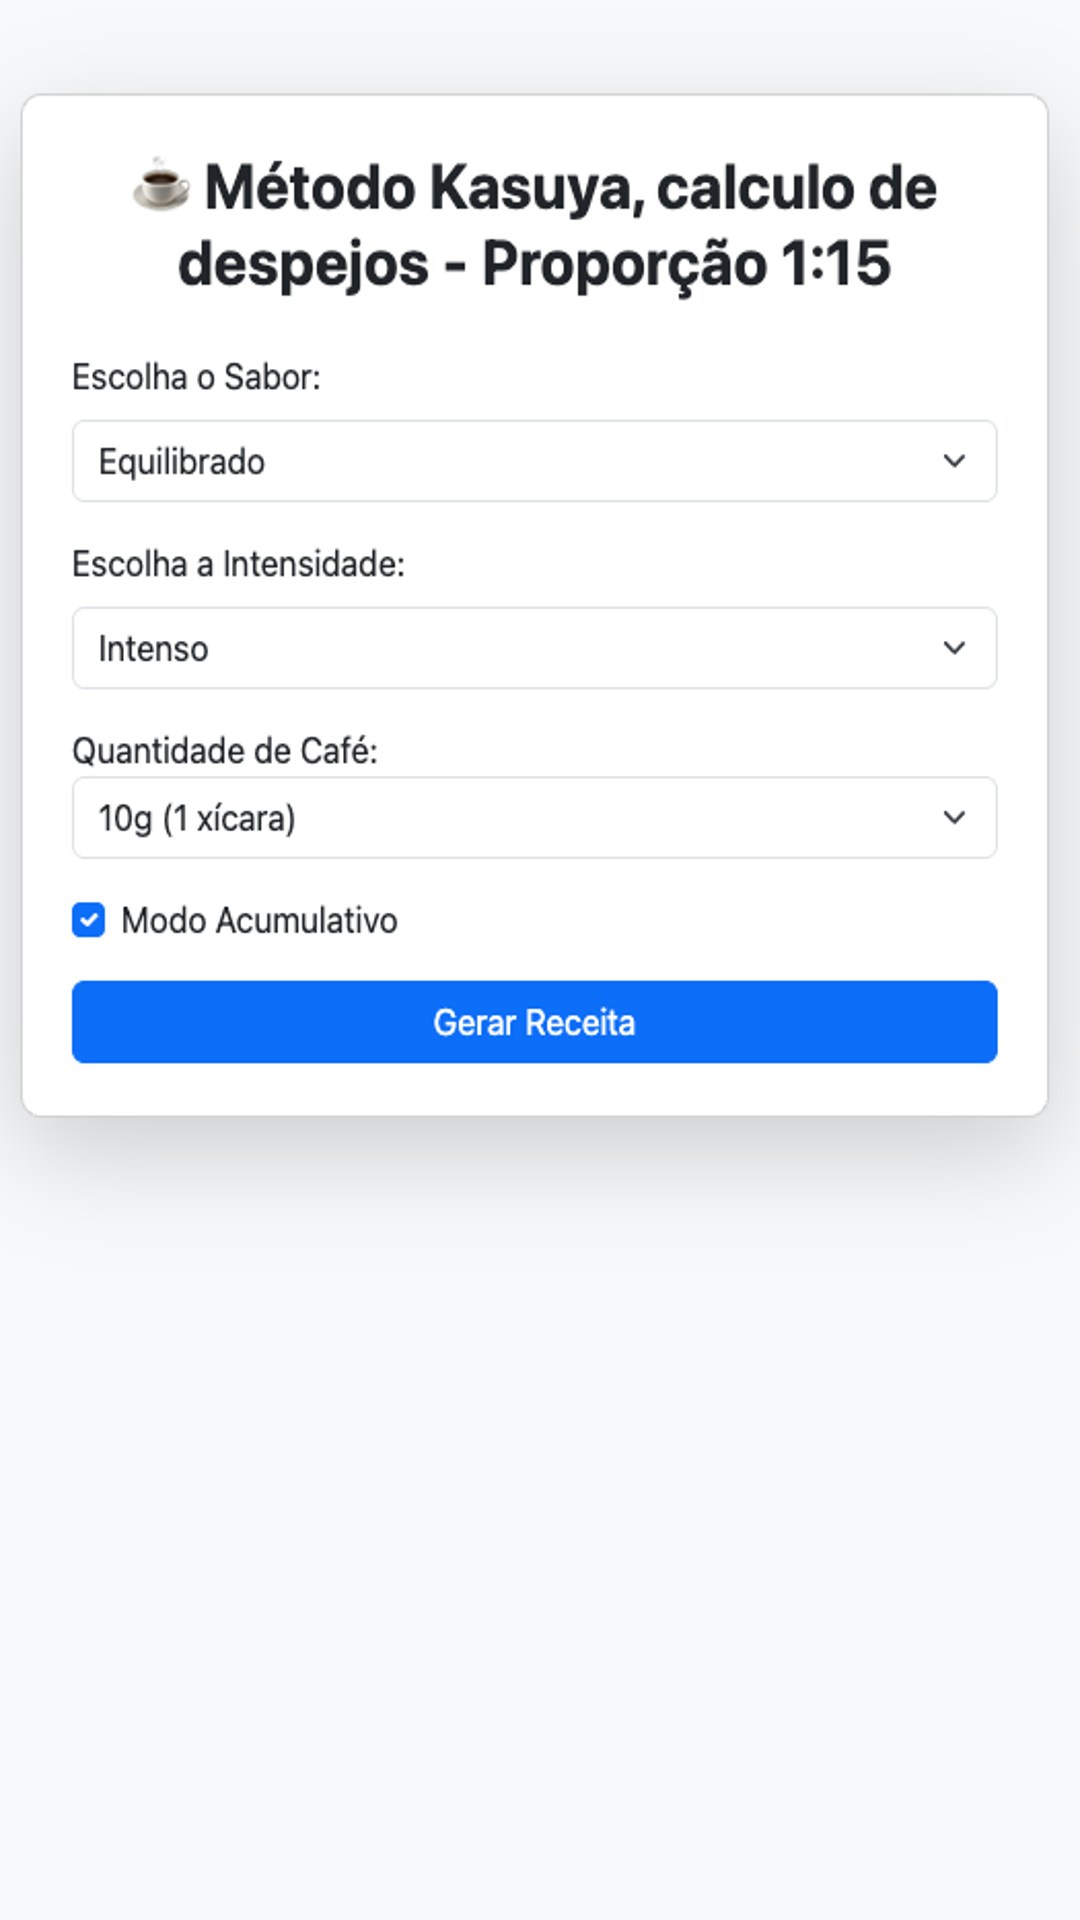 Método Kasuya, calculo de
despejos - Proporção 1:15
Escolha o Sabor:
Equilibrado
Escolha a Intensidade:
Intenso
Quantidade de Café:
10g (1 xícara)
Modo Acumulativo
Gerar Receita